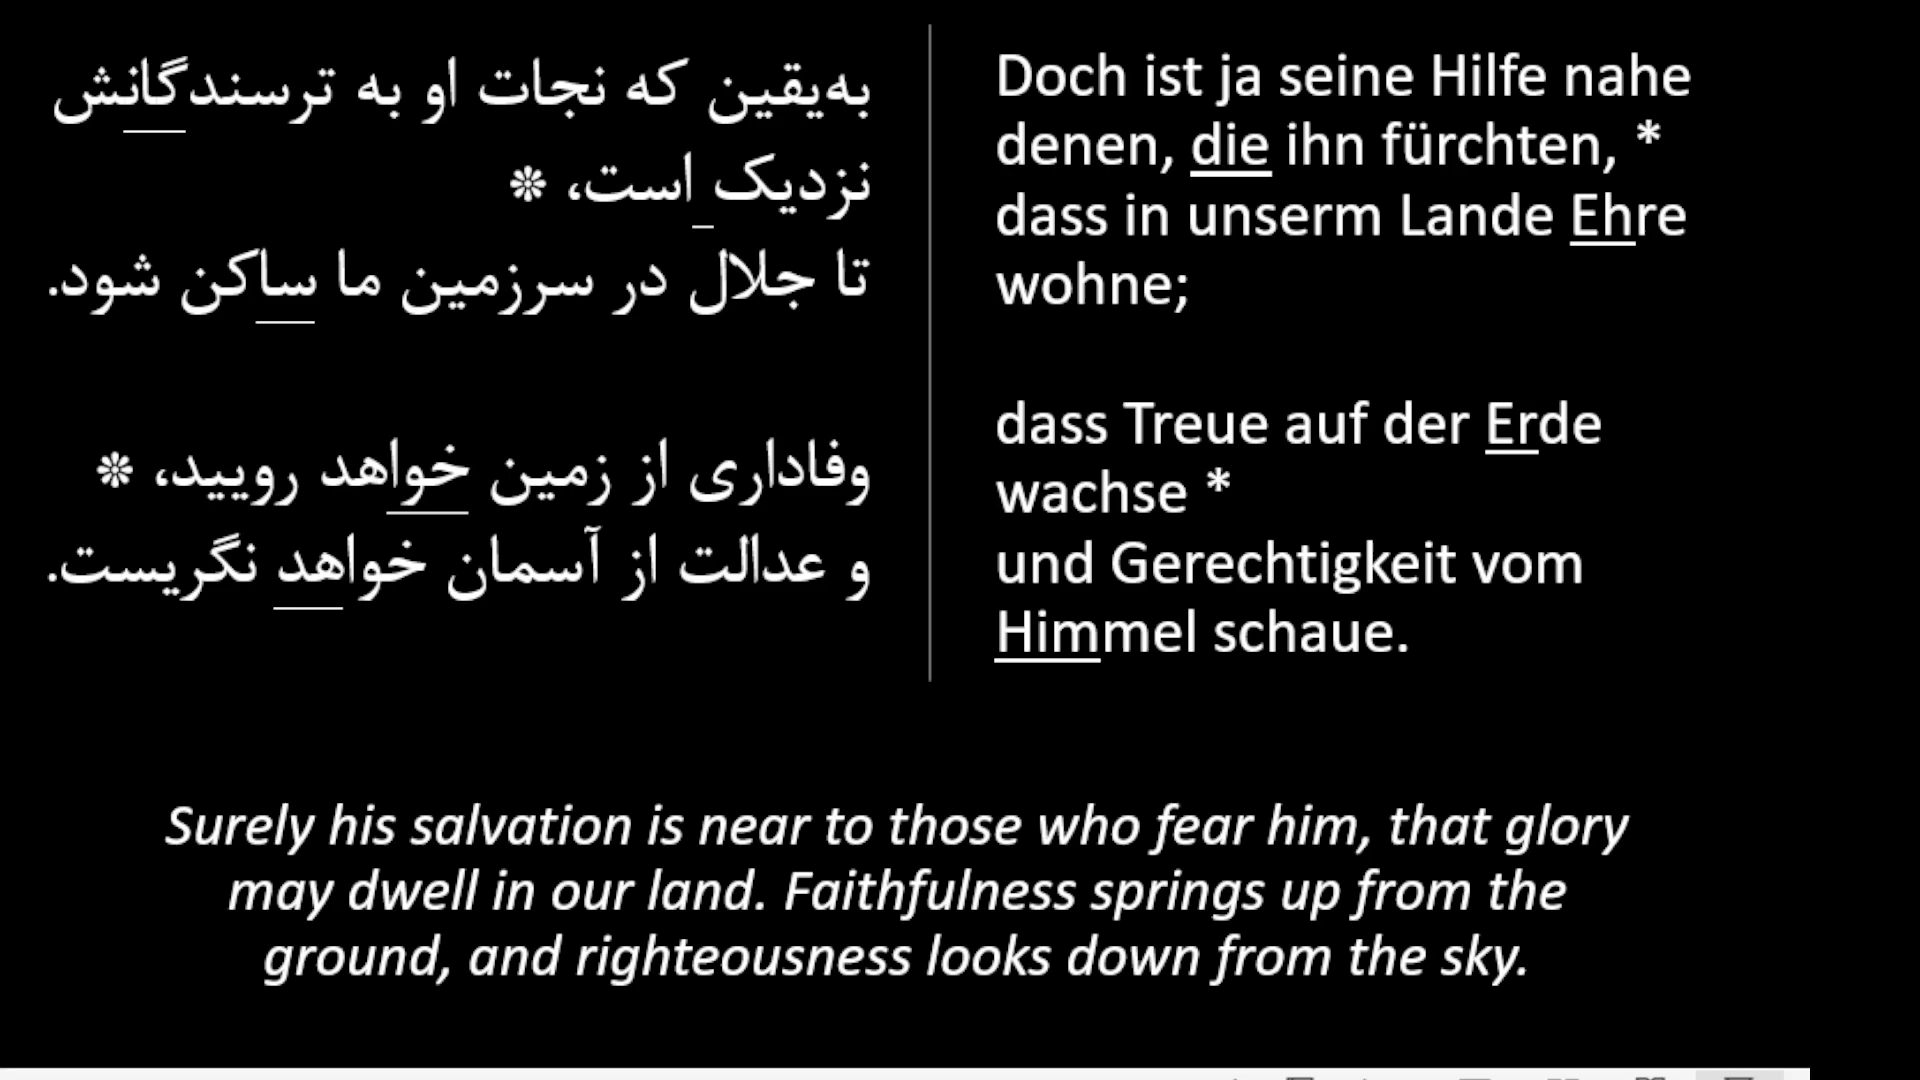 به‌یقین که نجات او به ترسندگانش
نزدیک است، ❊
تا جلال در سرزمین ما ساکن شود.
وفاداری از زمین خواهد رویید، ❊
و عدالت از آسمان خواهد نگریست.
Doch ist ja seine Hilfe nahe
denen, die ihn fürchten, *
dass in unserm Lande Ehre
wohne;
dass Treue auf der Erde
wachse *
und Gerechtigkeit vom
Himmel schaue.
Surely his salvation is near to those who fear him, that glory
may dwell in our land. Faithfulness springs up from the
ground, and righteousness looks down from the sky.